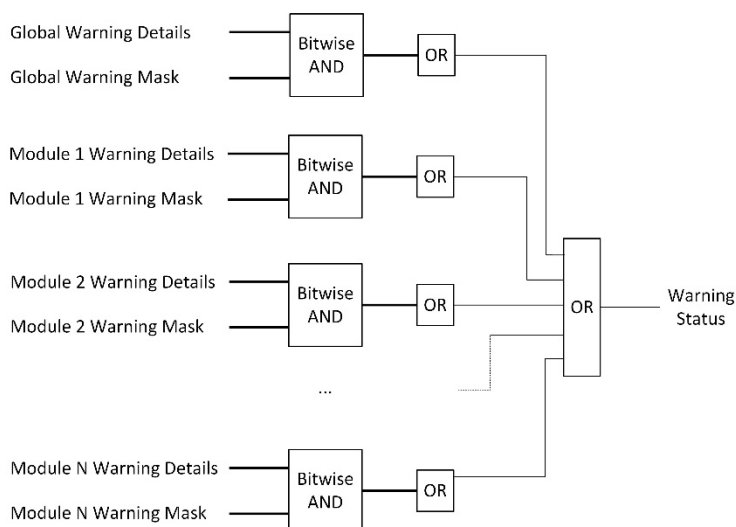 Global Warning Details
Global Warning Mask
Bitwise
AND
OR
Module 1 Warning Details
Module 1 Warning Mask
Bitwise
AND
OR
Module 2 Warning Details
Module 2 Warning Mask
Bitwise
AND
OR
...
Module N Warning Details
Module N Warning Mask
Bitwise
AND
OR
OR
Warning
Status